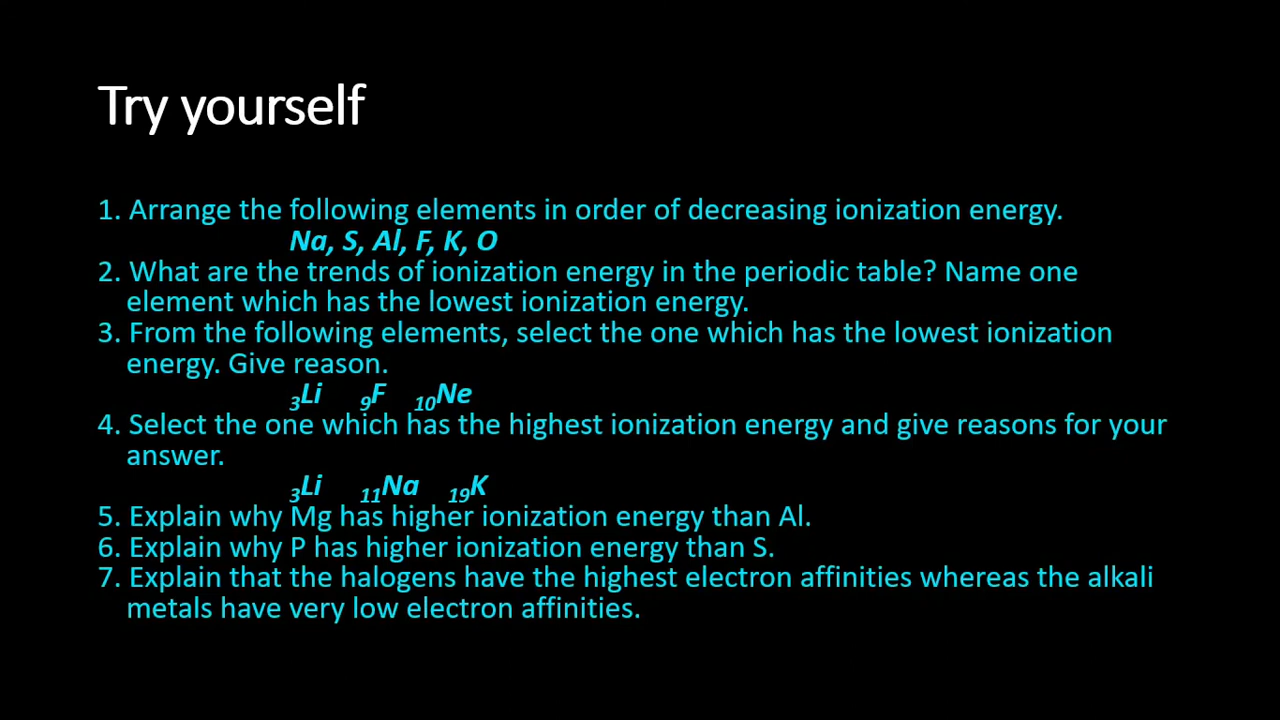 Try yourself
1. Arrange the following elements in order of decreasing ionization energy.
Na, S, Al, F, K, O
2. What are the trends of ionization energy in the periodic table? Name one
element which has the lowest ionization energy.
3. From the following elements, select the one which has the lowest ionization
energy. Give reason.
₃Li ₉F ₁₀Ne
4. Select the one which has the highest ionization energy and give reasons for your
answer.
₃Li ₁₁Na ₁₉K
5. Explain why Mg has higher ionization energy than Al.
6. Explain why P has higher ionization energy than S.
7. Explain that the halogens have the highest electron affinities whereas the alkali
metals have very low electron affinities.